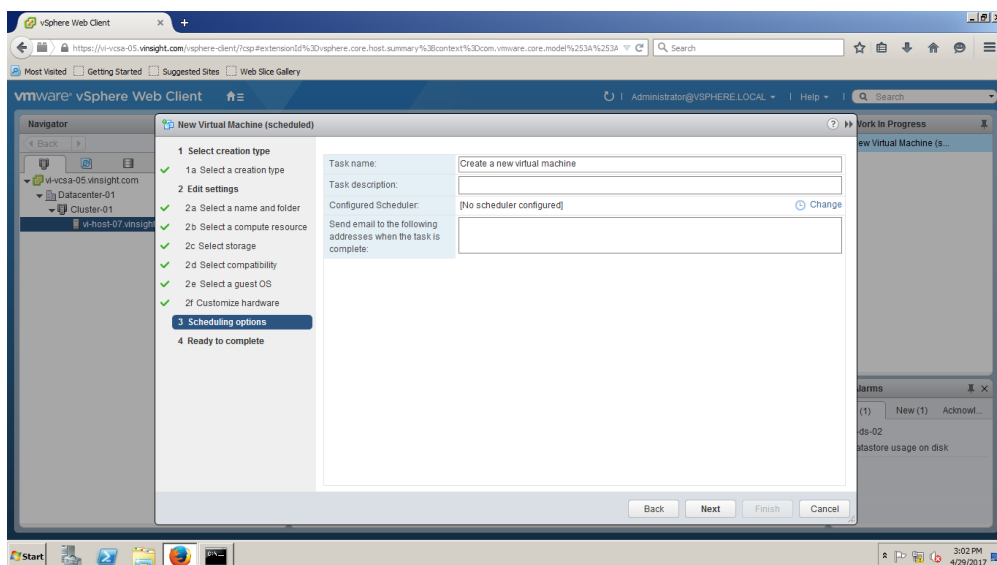 vSphere Web Client
https://vi-vcsa-05.vinsight.com/vsphere-client/?csp#extensionId%3Dvsphere.core.host.summary%3Bcontext%3Dcom.vmware.core.model%253A%253A
Search
Most Visited Getting Started Suggested Sites Web Slice Gallery
vmware® vSphere Web Client
Administrator@VSPHERE.LOCAL
Help
Search
Navigator
Back
vi-vcsa-05.vinsight.com
Datacenter-01
Cluster-01
vi-host-07.vinsigh
New Virtual Machine (scheduled)
1 Select creation type
1a Select a creation type
2 Edit settings
2a Select a name and folder
2b Select a compute resource
2c Select storage
2d Select compatibility
2e Select a guest OS
2f Customize hardware
3 Scheduling options
4 Ready to complete
Task name: Create a new virtual machine
Task description:
Configured Scheduler: [No scheduler configured] Change
Send email to the following
addresses when the task is
complete:
Back Next Finish Cancel
Work In Progress
ew Virtual Machine (s...
larms
(1) New (1) Acknowl...
-ds-02
atastore usage on disk
Start
C:\_
3:02 PM
4/29/2017